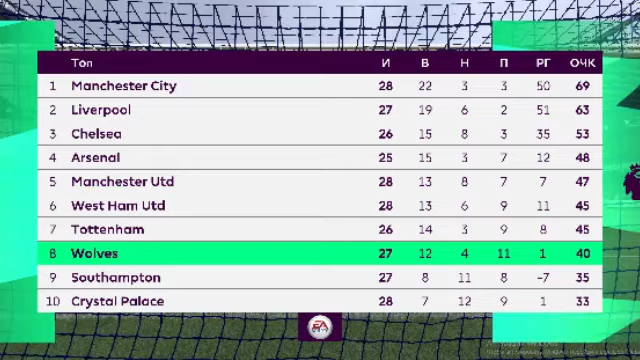 Топ И В Н П РГ ОЧК
1 Manchester City 28 22 3 3 50 69
2 Liverpool 27 19 6 2 51 63
3 Chelsea 26 15 8 3 35 53
4 Arsenal 25 15 3 7 12 48
5 Manchester Utd 28 13 8 7 7 47
6 West Ham Utd 28 13 6 9 11 45
7 Tottenham 26 14 3 9 8 45
8 Wolves 27 12 4 11 1 40
9 Southampton 27 8 11 8 -7 35
10 Crystal Palace 28 7 12 9 1 33
EA